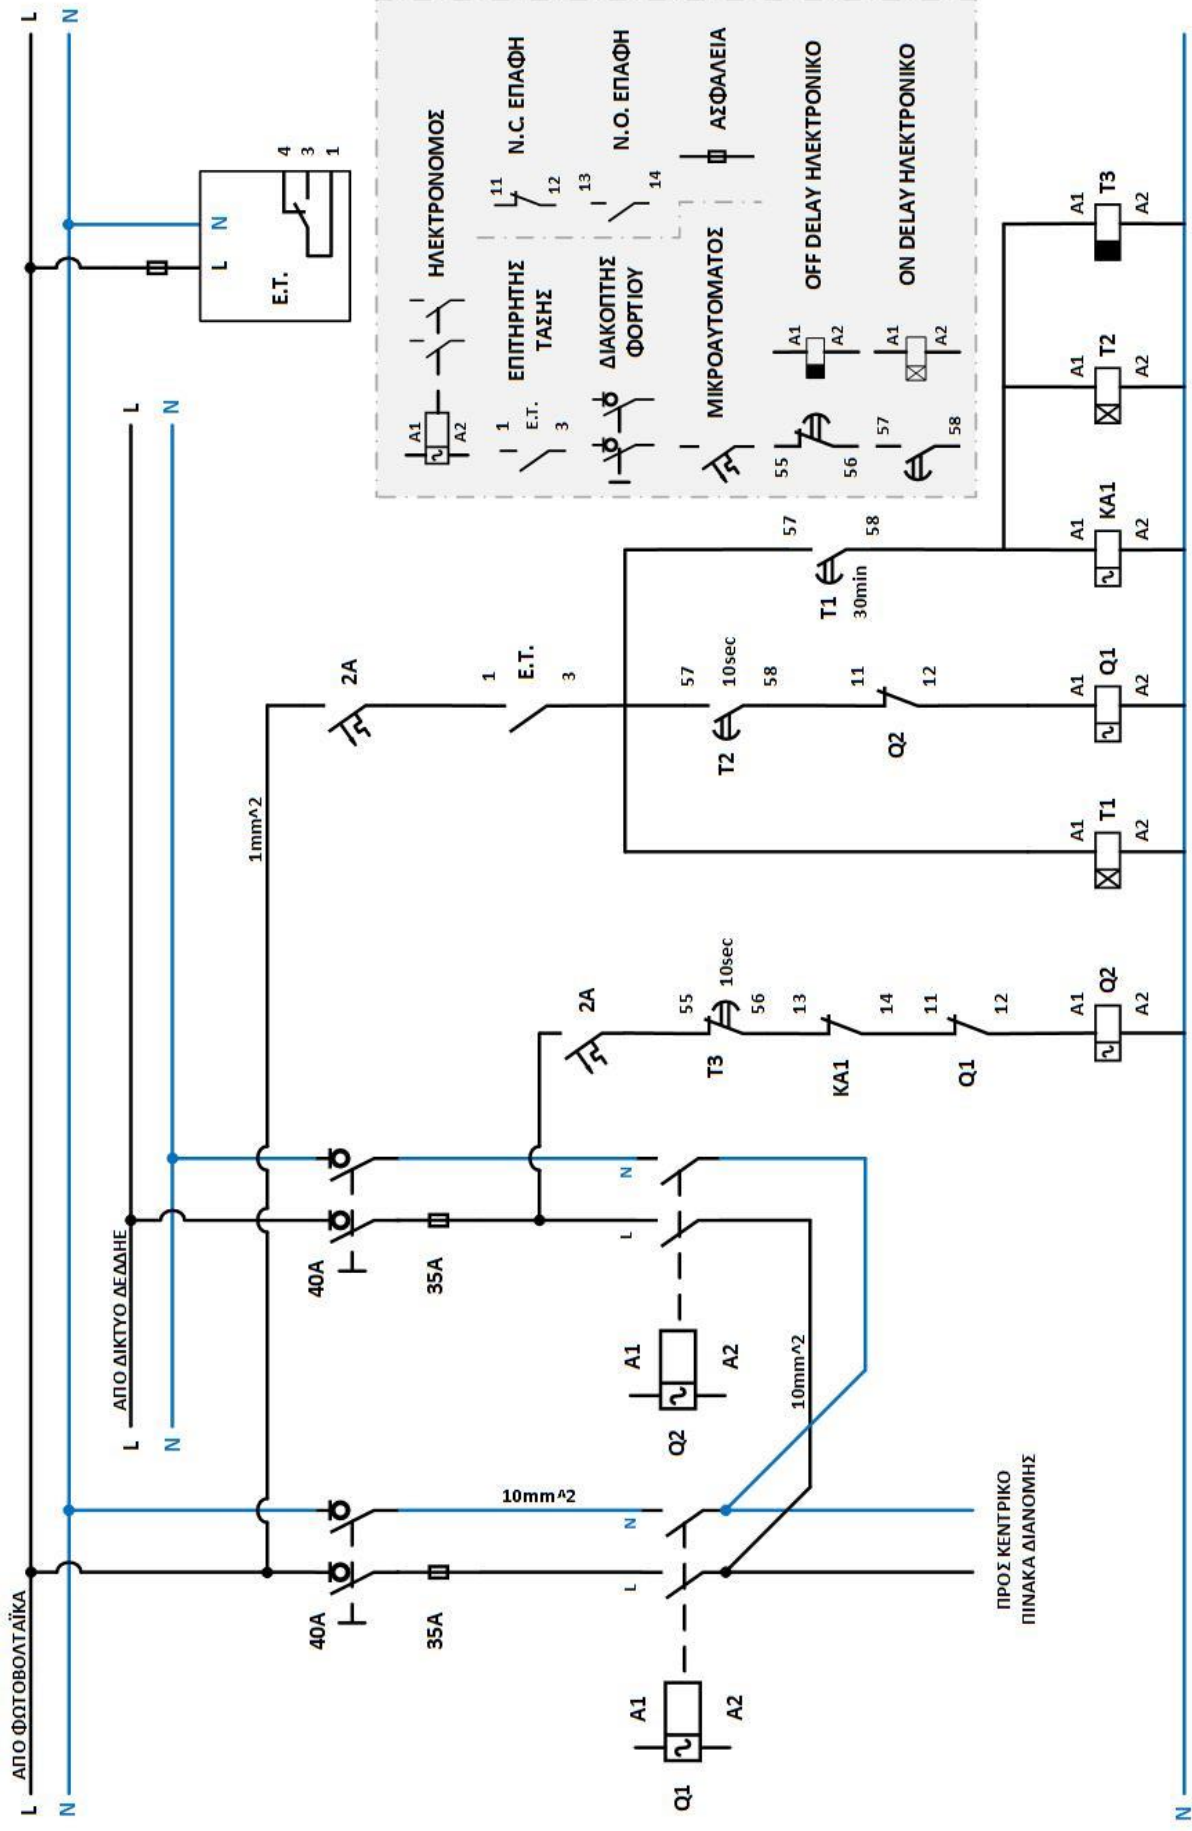 ΑΠΟ ΦΩΤΟΒΟΛΤΑΪΚΑ
L
L
N
N
ΑΠΟ ΔΙΚΤΥΟ ΔΕΔΔΗΕ
L
L
N
N
L
N
Ε.Τ.
4
3
1
1mm^2
40A
35A
10mm^2
L
N
Q1
A1
A2
40A
35A
L
N
Q2
A1
A2
10mm^2
ΠΡΟΣ ΚΕΝΤΡΙΚΟ
ΠΙΝΑΚΑ ΔΙΑΝΟΜΗΣ
2A
T3
55
10sec
56
KA1
13
14
Q1
11
12
A1
Q2
A2
A1
T1
A2
2A
1
Ε.Τ.
3
T2
57
10sec
58
Q2
11
12
A1
Q1
A2
T1
30min
57
58
A1
KA1
A2
A1
T2
A2
A1
T3
A2
N
A1
A2
ΗΛΕΚΤΡΟΝΟΜΟΣ
1
Ε.Τ.
3
ΕΠΙΤΗΡΗΤΗΣ
ΤΑΣΗΣ
11
12
N.C. ΕΠΑΦΗ
ΔΙΑΚΟΠΤΗΣ
ΦΟΡΤΙΟΥ
13
14
N.O. ΕΠΑΦΗ
ΜΙΚΡΟΑΥΤΟΜΑΤΟΣ
ΑΣΦΑΛΕΙΑ
55
56
A1
A2
OFF DELAY ΗΛΕΚΤΡΟΝΙΚΟ
57
58
A1
A2
ON DELAY ΗΛΕΚΤΡΟΝΙΚΟ